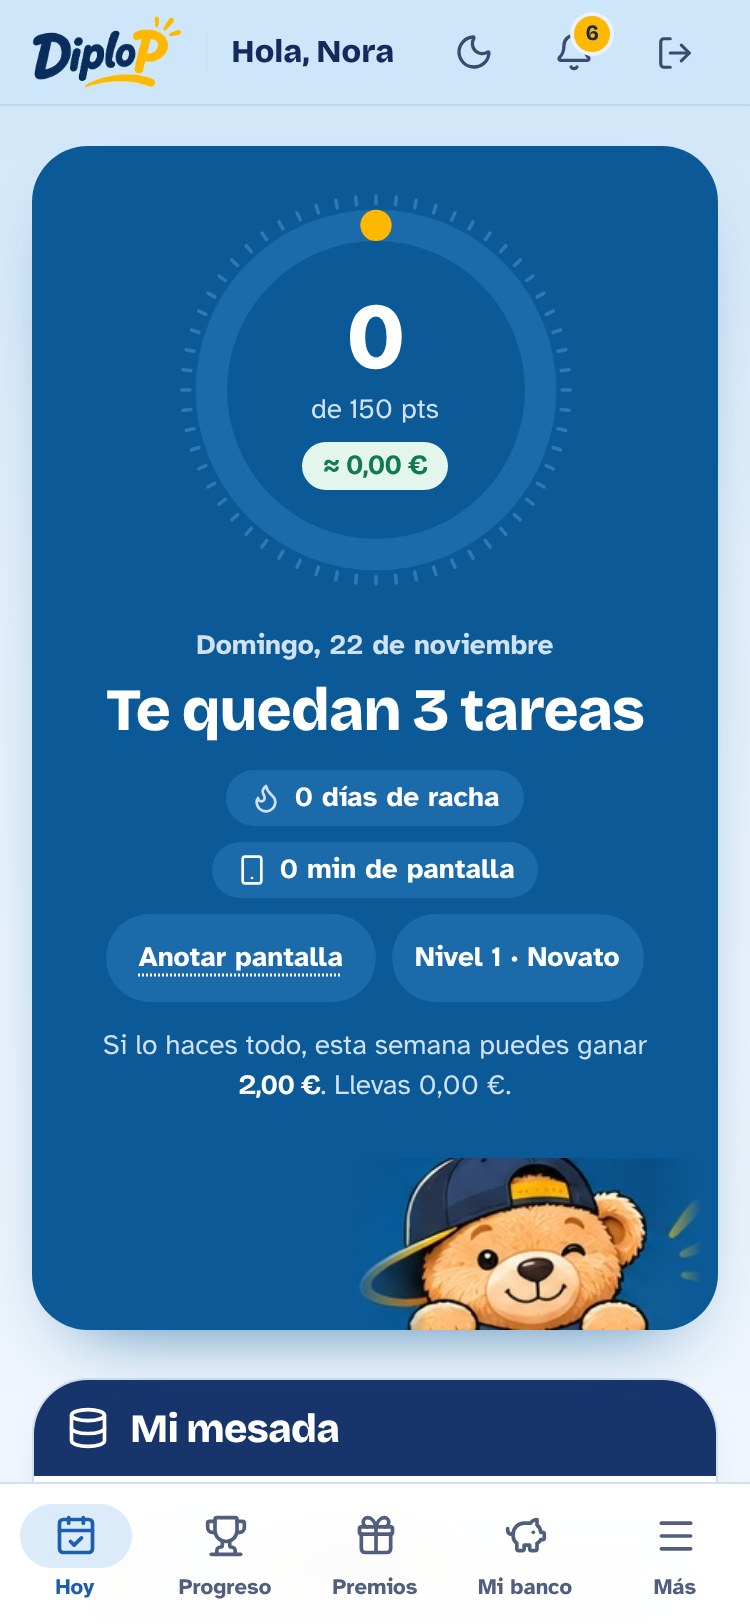 DiploP
Hola, Nora
6
0
de 150 pts
≈ 0,00 €
Domingo, 22 de noviembre
Te quedan 3 tareas
0 días de racha
0 min de pantalla
Anotar pantalla
Nivel 1 · Novato
Si lo haces todo, esta semana puedes ganar
2,00 €. Llevas 0,00 €.
Mi mesada
Hoy
Progreso
Premios
Mi banco
Más